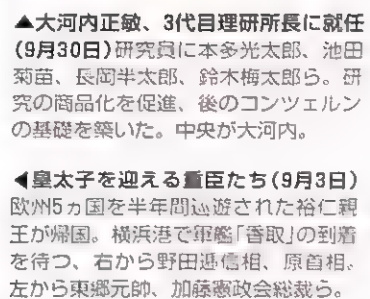 ▲大河内正敏、3代目理研所長に就任
(9月30日)研究員に本多光太郎、池田
菊苗、長岡半太郎、鈴木梅太郎ら。研
究の商品化を促進、後のコンツェルン
の基礎を築いた。中央が大河内。
◀皇太子を迎える重臣たち(9月3日)
欧州5ヵ国を半年間巡遊された裕仁親
王が帰国。横浜港で軍艦「香取」の到着
を待つ、右から野田逓信相、原首相。
左から東郷元帥、加藤憲政会総裁ら。